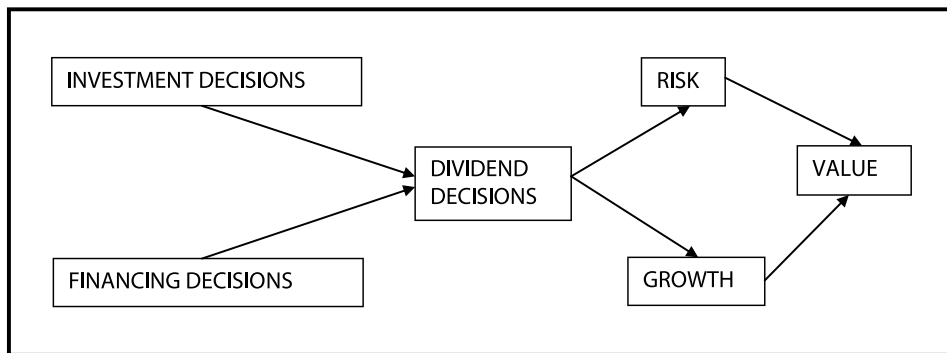 INVESTMENT DECISIONS
FINANCING DECISIONS
DIVIDEND
DECISIONS
RISK
GROWTH
VALUE